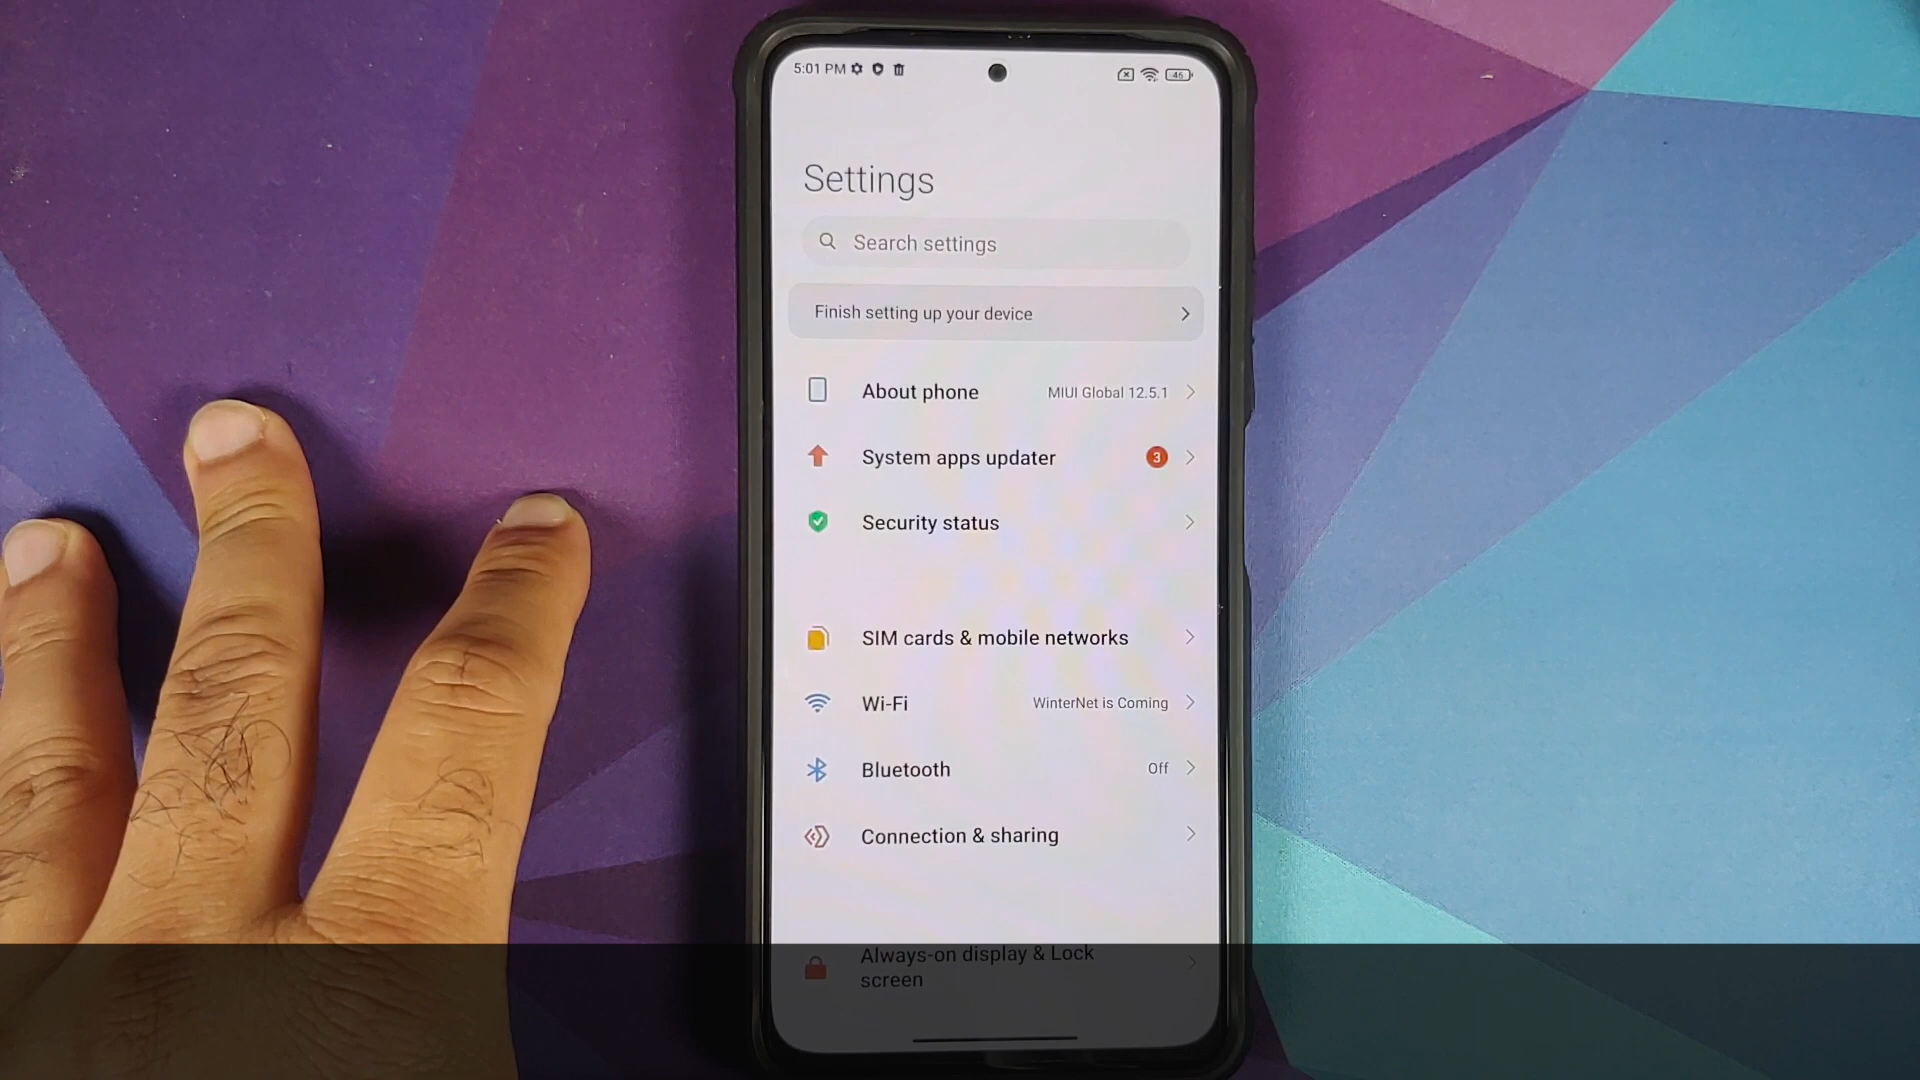 5:01 PM
46
Settings
Search settings
Finish setting up your device
About phone MIUI Global 12.5.1
System apps updater 3
Security status
SIM cards & mobile networks
Wi-Fi WinterNet is Coming
Bluetooth Off
Connection & sharing
Always-on display & Lock
screen